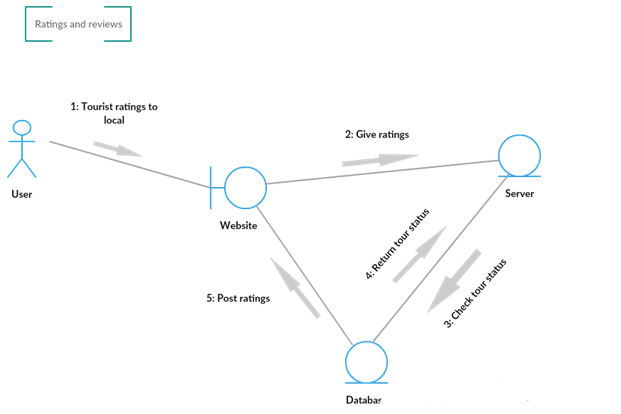 Ratings and reviews
1: Tourist ratings to
local
2: Give ratings
User
Server
Website
4: Return tour status
3: Check tour status
5: Post ratings